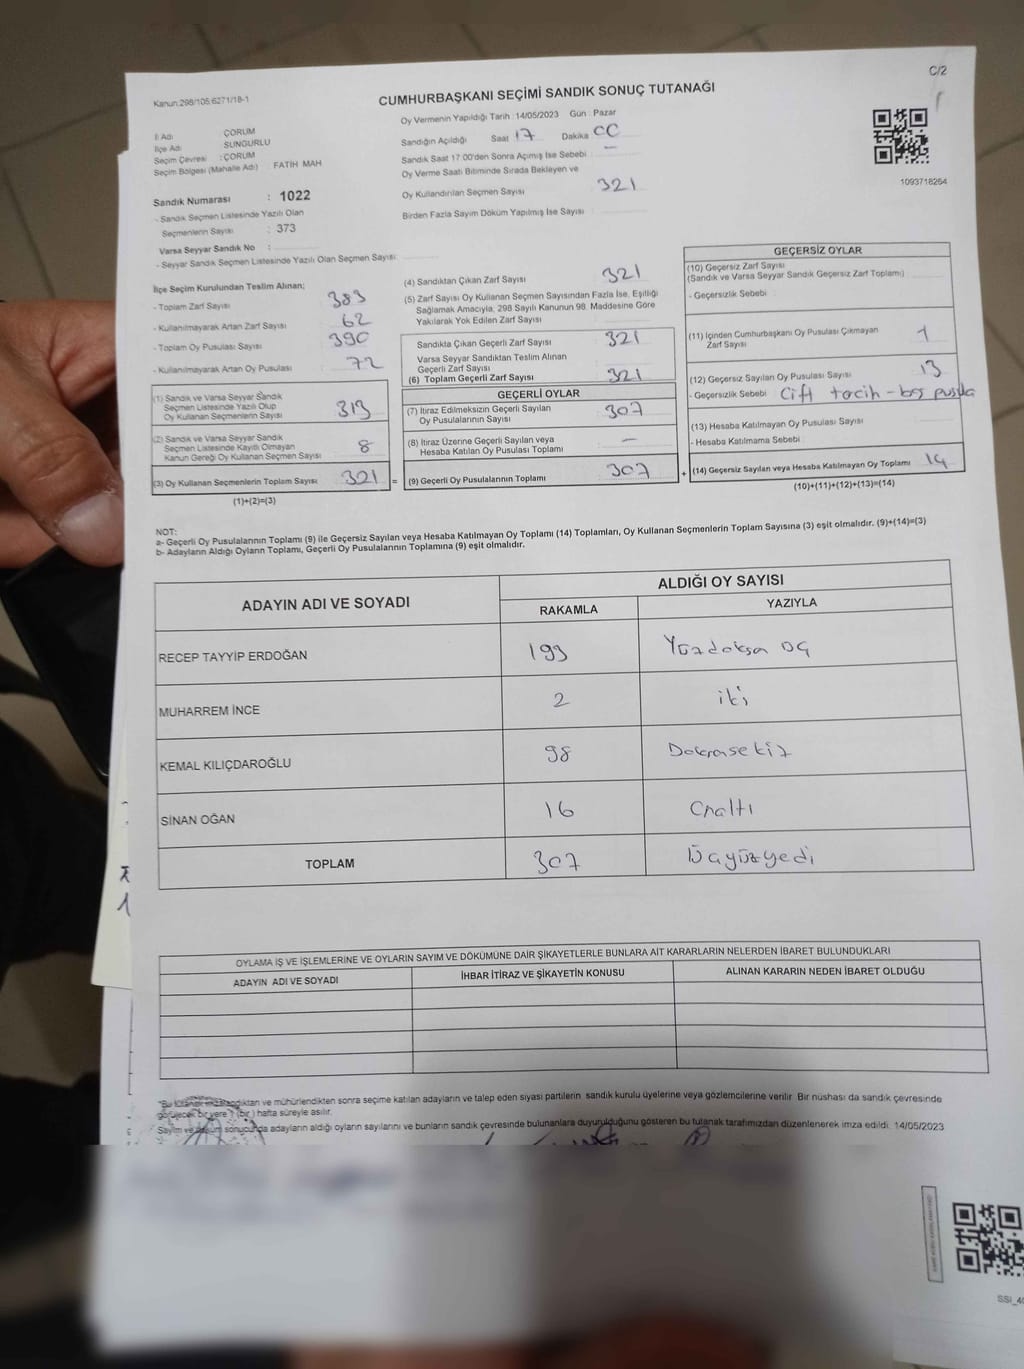 C/2
Kanun.298/105;6271/18-1
CUMHURBAŞKANI SEÇİMİ SANDIK SONUÇ TUTANAĞI
İl Adı : ÇORUM
İlçe Adı : SUNGURLU
Seçim Çevresi : ÇORUM
Seçim Bölgesi (Mahalle Adı) : FATİH MAH
Sandık Numarası : 1022
- Sandık Seçmen Listesinde Yazılı Olan
Seçmenlerin Sayısı : 373
Varsa Seyyar Sandık No :
- Seyyar Sandık Seçmen Listesinde Yazılı Olan Seçmen Sayısı:
Oy Vermenin Yapıldığı Tarih :14/05/2023 Gün : Pazar
Sandığın Açıldığı Saat 17 Dakika 00
Sandık Saat 17:00'den Sonra Açımış İse Sebebi : —
Oy Verme Saati Bitiminde Sırada Bekleyen ve
Oy Kullandırılan Seçmen Sayısı 321
Birden Fazla Sayım Döküm Yapılmış İse Sayısı :
1093718264
İlçe Seçim Kurulundan Teslim Alınan;
- Toplam Zarf Sayısı 383
- Kullanılmayarak Artan Zarf Sayısı 62
- Toplam Oy Pusulası Sayısı 390
- Kullanılmayarak Artan Oy Pusulası 72
(1) Sandık ve Varsa Seyyar Sandık
Seçmen Listesinde Yazılı Olup
Oy Kullanan Seçmenlerin Sayısı 313
(2) Sandık ve Varsa Seyyar Sandık
Seçmen Listesinde Kayıtlı Olmayan
Kanun Gereği Oy Kullanan Seçmen Sayısı 8
(3) Oy Kullanan Seçmenlerin Toplam Sayısı 321 =
(1)+(2)=(3)
(4) Sandıktan Çıkan Zarf Sayısı 321
(5) Zarf Sayısı Oy Kullanan Seçmen Sayısından Fazla İse, Eşitliği
Sağlamak Amacıyla; 298 Sayılı Kanunun 98. Maddesine Göre
Yakılarak Yok Edilen Zarf Sayısı
Sandıkta Çıkan Geçerli Zarf Sayısı 321
Varsa Seyyar Sandıktan Teslim Alınan
Geçerli Zarf Sayısı
(6) Toplam Geçerli Zarf Sayısı 321
GEÇERLİ OYLAR
(7) İtiraz Edilmeksizin Geçerli Sayılan
Oy Pusulalarının Sayısı 307
(8) İtiraz Üzerine Geçerli Sayılan veya
Hesaba Katılan Oy Pusulası Toplamı —
(9) Geçerli Oy Pusulalarının Toplamı 307 +
GEÇERSİZ OYLAR
(10) Geçersiz Zarf Sayısı
(Sandık ve Varsa Seyyar Sandık Geçersiz Zarf Toplamı)
- Geçersizlik Sebebi :
(11) İçinden Cumhurbaşkanı Oy Pusulası Çıkmayan
Zarf Sayısı 1
(12) Geçersiz Sayılan Oy Pusulası Sayısı 13
- Geçersizlik Sebebi Çift tercih - boş pusula
(13) Hesaba Katılmayan Oy Pusulası Sayısı
- Hesaba Katılmama Sebebi
(14) Geçersiz Sayılan veya Hesaba Katılmayan Oy Toplamı 14
(10)+(11)+(12)+(13)=(14)
NOT:
a- Geçerli Oy Pusulalarının Toplamı (9) ile Geçersiz Sayılan veya Hesaba Katılmayan Oy Toplamı (14) Toplamları, Oy Kullanan Seçmenlerin Toplam Sayısına (3) eşit olmalıdır. (9)+(14)=(3)
b- Adayların Aldığı Oyların Toplamı, Geçerli Oy Pusulalarının Toplamına (9) eşit olmalıdır.
ADAYIN ADI VE SOYADI ALDIĞI OY SAYISI
RAKAMLA YAZIYLA
RECEP TAYYİP ERDOĞAN 199 Yüzdoksan
MUHARREM İNCE 2 iki
KEMAL KILIÇDAROĞLU 98 Doksansekiz
SİNAN OĞAN 16 Onaltı
TOPLAM 307 Üçyüzyedi
OYLAMA İŞ VE İŞLEMLERİNE VE OYLARIN SAYIM VE DÖKÜMÜNE DAİR ŞİKAYETLERLE BUNLARA AİT KARARLARIN NELERDEN İBARET BULUNDUKLARI
ADAYIN ADI VE SOYADI İHBAR İTİRAZ VE ŞİKAYETİN KONUSU ALINAN KARARIN NEDEN İBARET OLDUĞU
"Bu tutanak imzalandıktan ve mühürlendikten sonra seçime katılan adayların ve talep eden siyasi partilerin sandık kurulu üyelerine veya gözlemcilerine verilir. Bir nüshası da sandık çevresinde
görülecek bir yere 1 (bir) hafta süreyle asılır.
Sayım ve döküm sonucunda adayların aldığı oyların sayılarını ve bunların sandık çevresinde bulunanlara duyurulduğunu gösteren bu tutanak tarafımızdan düzenlenerek imza edildi. 14/05/2023